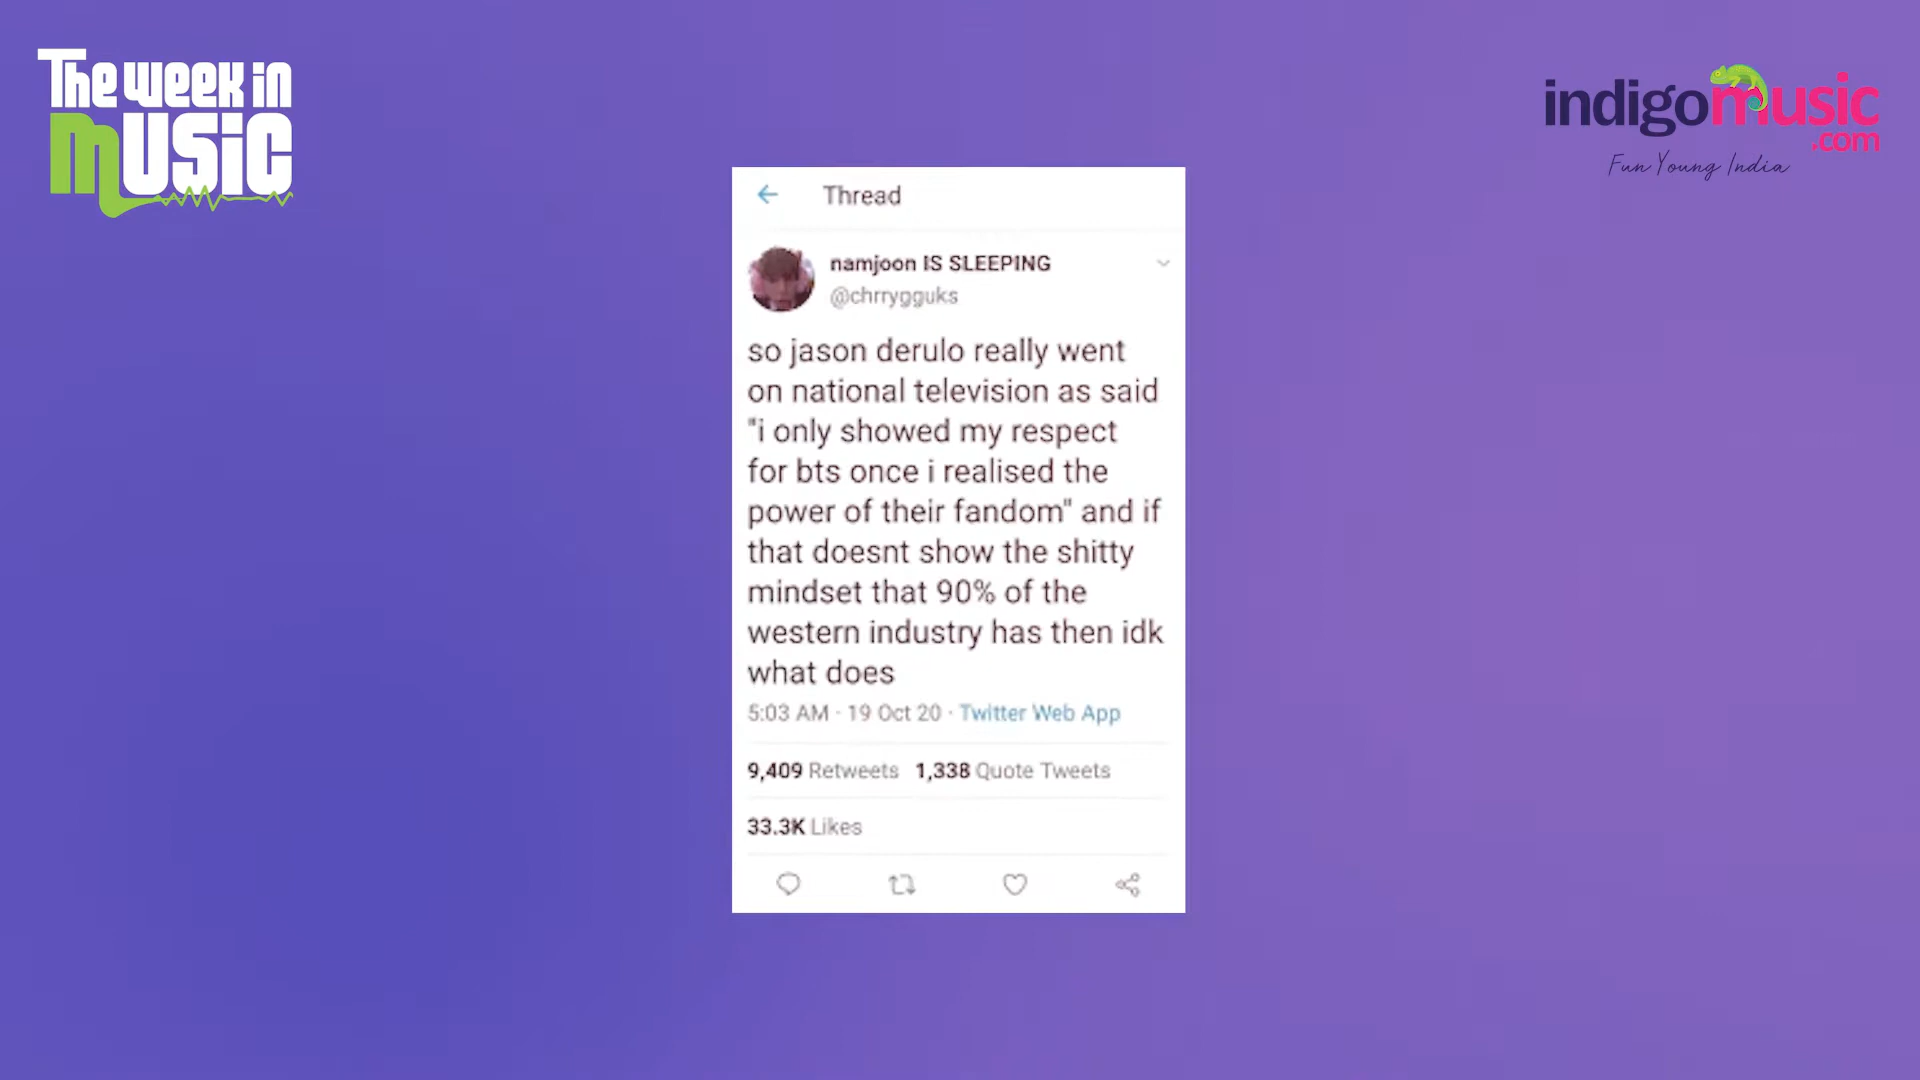 The week in
music
indigomusic
.com
Fun Young India
Thread
namjoon IS SLEEPING
@chrrygguks
so jason derulo really went
on national television as said
"i only showed my respect
for bts once i realised the
power of their fandom" and if
that doesnt show the shitty
mindset that 90% of the
western industry has then idk
what does
5:03 AM · 19 Oct 20 · Twitter Web App
9,409 Retweets 1,338 Quote Tweets
33.3K Likes